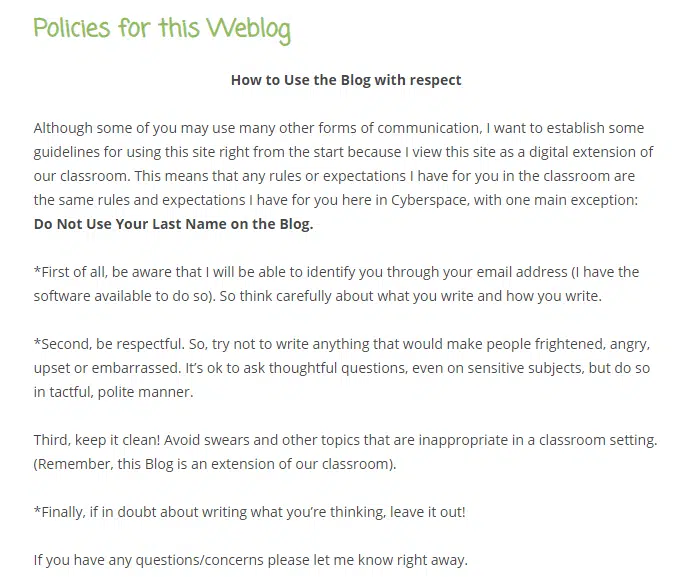 Policies for this Weblog
How to Use the Blog with respect
Although some of you may use many other forms of communication, I want to establish some
guidelines for using this site right from the start because I view this site as a digital extension of
our classroom. This means that any rules or expectations I have for you in the classroom are
the same rules and expectations I have for you here in Cyberspace, with one main exception:
Do Not Use Your Last Name on the Blog.
*First of all, be aware that I will be able to identify you through your email address (I have the
software available to do so). So think carefully about what you write and how you write.
*Second, be respectful. So, try not to write anything that would make people frightened, angry,
upset or embarrassed. It’s ok to ask thoughtful questions, even on sensitive subjects, but do so
in tactful, polite manner.
Third, keep it clean! Avoid swears and other topics that are inappropriate in a classroom setting.
(Remember, this Blog is an extension of our classroom).
*Finally, if in doubt about writing what you’re thinking, leave it out!
If you have any questions/concerns please let me know right away.